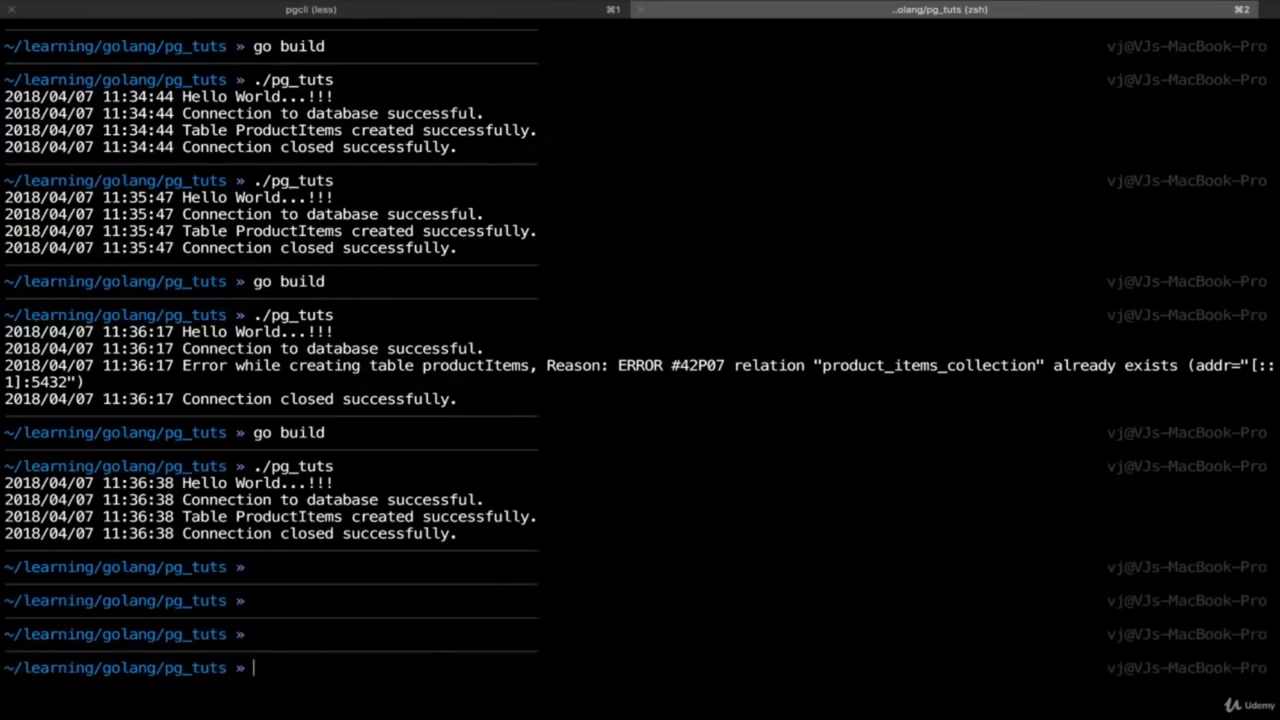 pgcli (less) ⌘1 ..olang/pg_tuts (zsh) ⌘2
~/learning/golang/pg_tuts » go build vj@VJs-MacBook-Pro
~/learning/golang/pg_tuts » ./pg_tuts vj@VJs-MacBook-Pro
2018/04/07 11:34:44 Hello World...!!!
2018/04/07 11:34:44 Connection to database successful.
2018/04/07 11:34:44 Table ProductItems created successfully.
2018/04/07 11:34:44 Connection closed successfully.
~/learning/golang/pg_tuts » ./pg_tuts vj@VJs-MacBook-Pro
2018/04/07 11:35:47 Hello World...!!!
2018/04/07 11:35:47 Connection to database successful.
2018/04/07 11:35:47 Table ProductItems created successfully.
2018/04/07 11:35:47 Connection closed successfully.
~/learning/golang/pg_tuts » go build vj@VJs-MacBook-Pro
~/learning/golang/pg_tuts » ./pg_tuts vj@VJs-MacBook-Pro
2018/04/07 11:36:17 Hello World...!!!
2018/04/07 11:36:17 Connection to database successful.
2018/04/07 11:36:17 Error while creating table productItems, Reason: ERROR #42P07 relation "product_items_collection" already exists (addr="[::
1]:5432")
2018/04/07 11:36:17 Connection closed successfully.
~/learning/golang/pg_tuts » go build vj@VJs-MacBook-Pro
~/learning/golang/pg_tuts » ./pg_tuts vj@VJs-MacBook-Pro
2018/04/07 11:36:38 Hello World...!!!
2018/04/07 11:36:38 Connection to database successful.
2018/04/07 11:36:38 Table ProductItems created successfully.
2018/04/07 11:36:38 Connection closed successfully.
~/learning/golang/pg_tuts » vj@VJs-MacBook-Pro
~/learning/golang/pg_tuts » vj@VJs-MacBook-Pro
~/learning/golang/pg_tuts » vj@VJs-MacBook-Pro
~/learning/golang/pg_tuts » vj@VJs-MacBook-Pro
Udemy